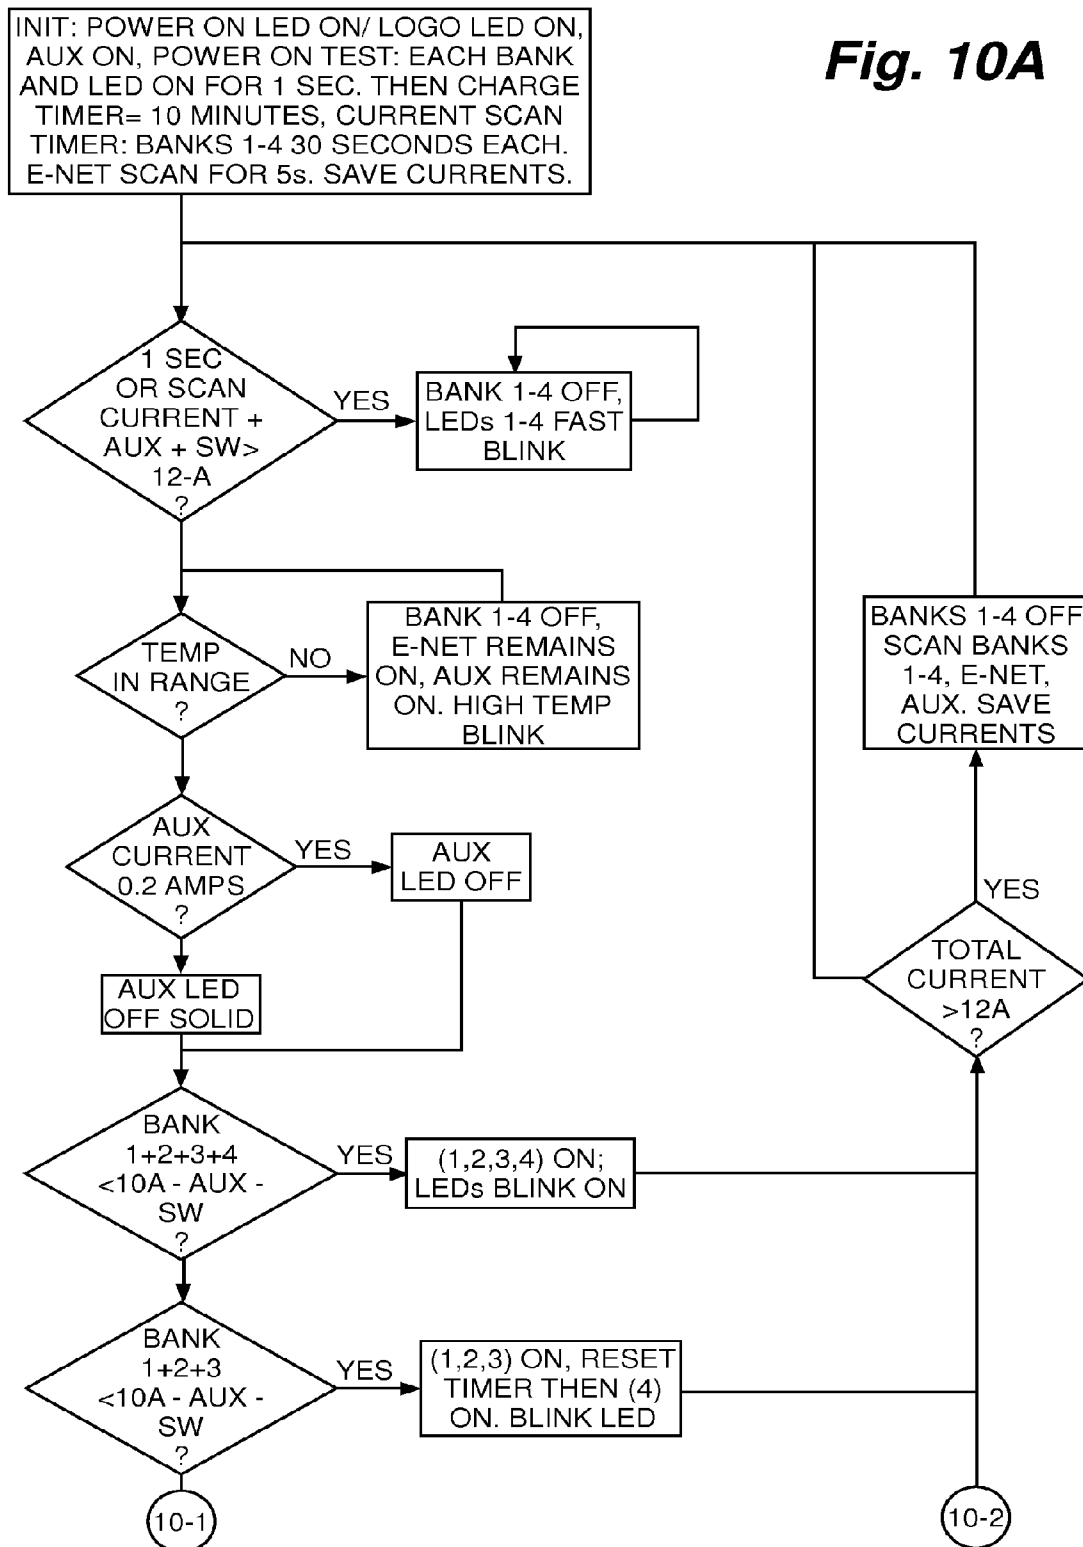 INIT: POWER ON LED ON/ LOGO LED ON,
AUX ON, POWER ON TEST: EACH BANK
AND LED ON FOR 1 SEC. THEN CHARGE
TIMER= 10 MINUTES, CURRENT SCAN
TIMER: BANKS 1-4 30 SECONDS EACH.
E-NET SCAN FOR 5s. SAVE CURRENTS.
Fig. 10A
1 SEC
OR SCAN
CURRENT +
AUX + SW>
12-A
?
YES
BANK 1-4 OFF,
LEDs 1-4 FAST
BLINK
TEMP
IN RANGE
?
NO
BANK 1-4 OFF,
E-NET REMAINS
ON, AUX REMAINS
ON. HIGH TEMP
BLINK
BANKS 1-4 OFF
SCAN BANKS
1-4, E-NET,
AUX. SAVE
CURRENTS
AUX
CURRENT
0.2 AMPS
?
YES
AUX
LED OFF
YES
TOTAL
CURRENT
>12A
?
AUX LED
OFF SOLID
BANK
1+2+3+4
<10A - AUX -
SW
?
YES
(1,2,3,4) ON;
LEDs BLINK ON
BANK
1+2+3
<10A - AUX -
SW
?
YES
(1,2,3) ON, RESET
TIMER THEN (4)
ON. BLINK LED
10-1
10-2